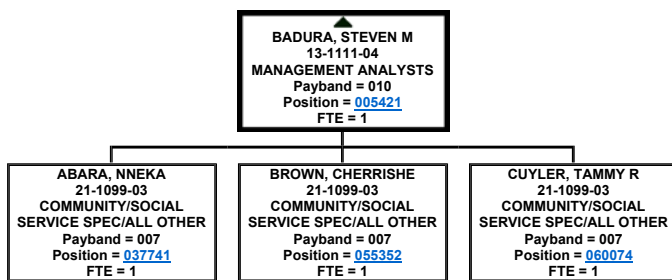 BADURA, STEVEN M
13-1111-04
MANAGEMENT ANALYSTS
Payband = 010
Position = 005421
FTE = 1
ABARA, NNEKA
21-1099-03
COMMUNITY/SOCIAL
SERVICE SPEC/ALL OTHER
Payband = 007
Position = 037741
FTE = 1
BROWN, CHERRISHE
21-1099-03
COMMUNITY/SOCIAL
SERVICE SPEC/ALL OTHER
Payband = 007
Position = 055352
FTE = 1
CUYLER, TAMMY R
21-1099-03
COMMUNITY/SOCIAL
SERVICE SPEC/ALL OTHER
Payband = 007
Position = 060074
FTE = 1